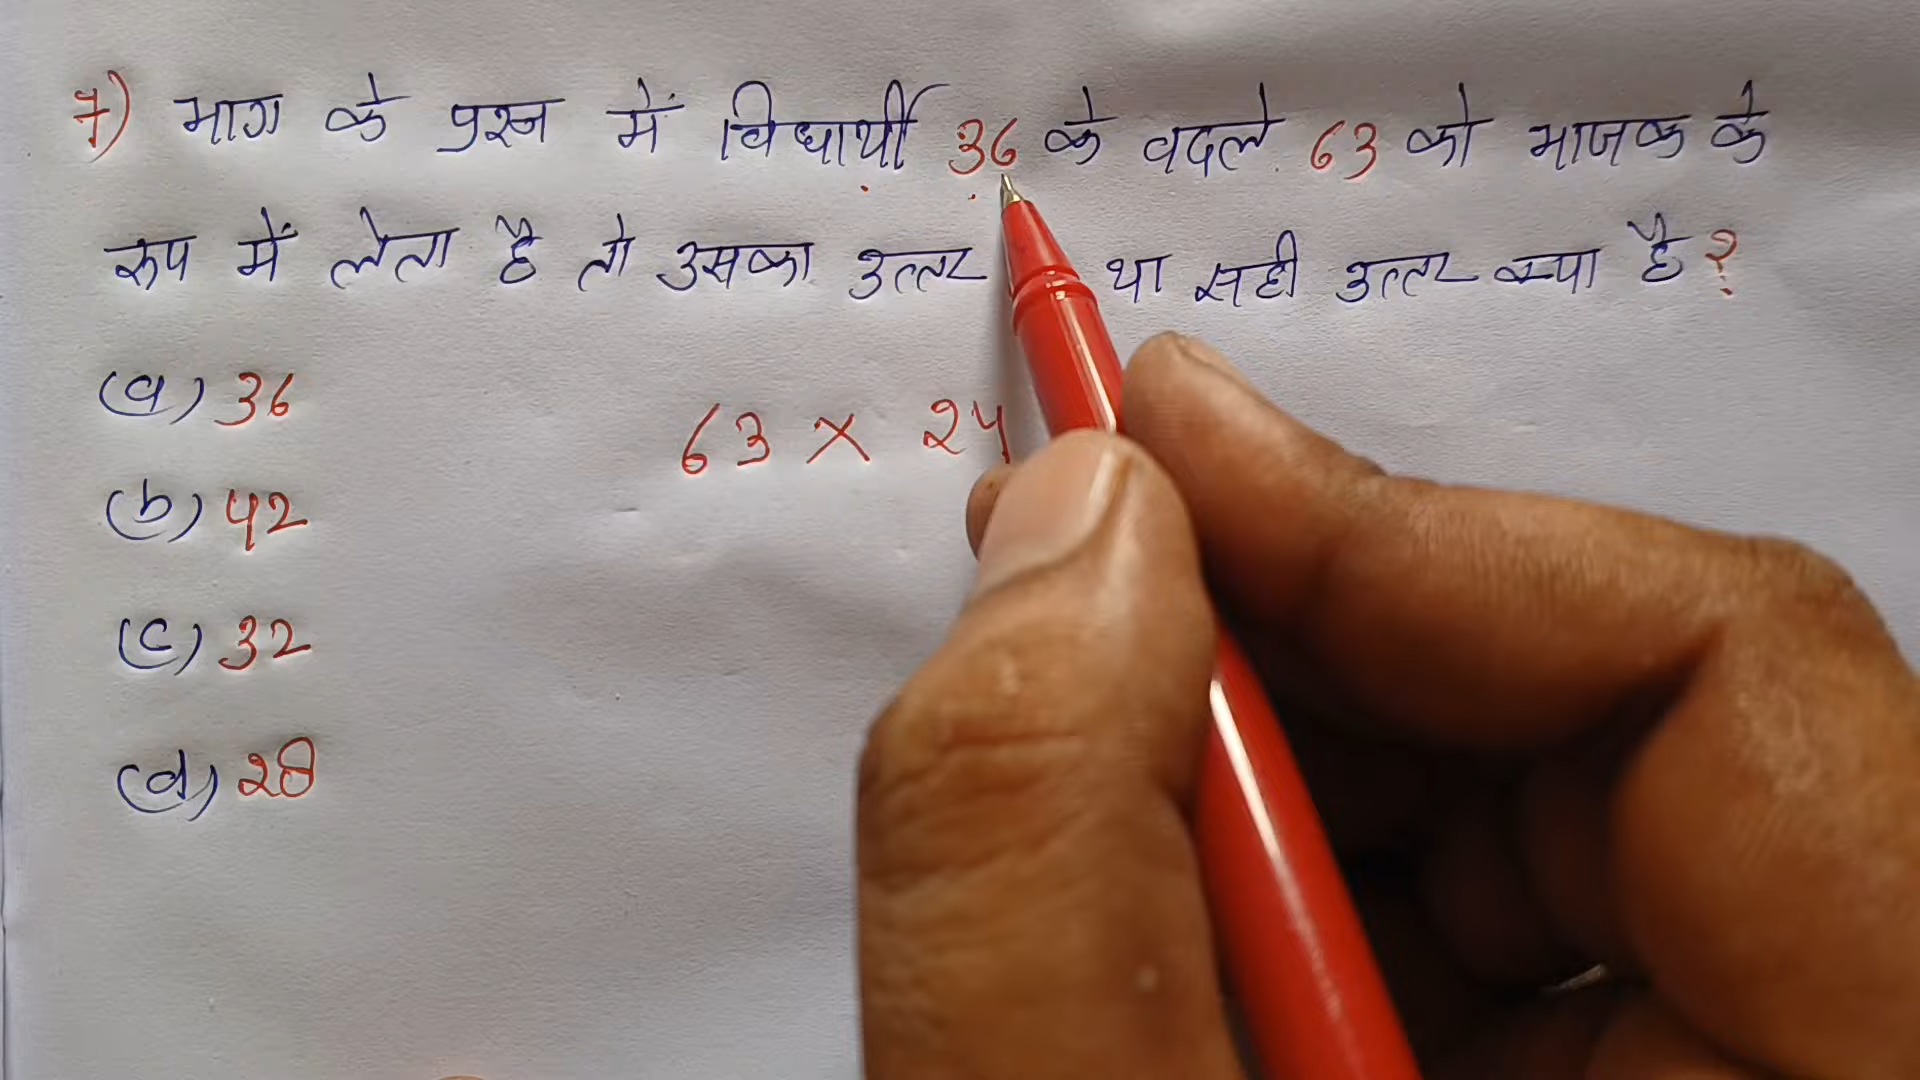 7) भाग के प्रश्न में विधार्थी 36 के बदले 63 को भाजक के
रुप में लेता है तो उसका उत्तर था सही उत्तर क्या है ?
(a) 36
63 × 24
(b) 42
(c) 32
(d) 28